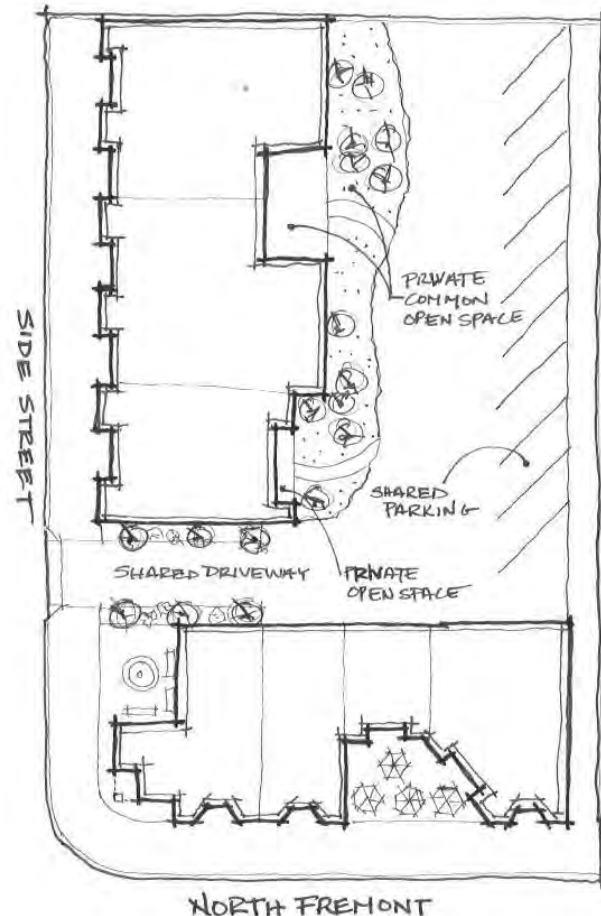 PRIVATE
COMMON
OPEN SPACE
SIDE STREET
SHARED
PARKING
SHARED DRIVEWAY
PRIVATE
OPEN SPACE
NORTH FREMONT